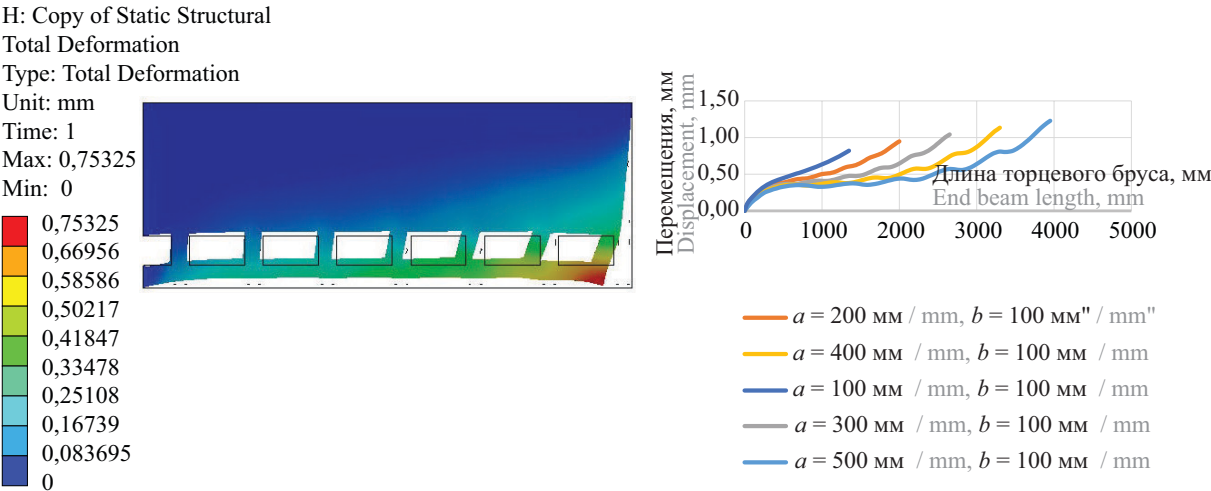 H: Copy of Static Structural
Total Deformation
Type: Total Deformation
Unit: mm
Time: 1
Max: 0,75325
Min: 0
0,75325
0,66956
0,58586
0,50217
0,41847
0,33478
0,25108
0,16739
0,083695
0
Перемещения, мм
Displacement, mm
1,50
1,00
0,50
0,00
0 1000 2000 3000 4000 5000
Длина торцевого бруса, мм
End beam length, mm
a = 200 мм / mm, b = 100 мм" / mm"
a = 400 мм / mm, b = 100 мм / mm
a = 100 мм / mm, b = 100 мм / mm
a = 300 мм / mm, b = 100 мм / mm
a = 500 мм / mm, b = 100 мм / mm